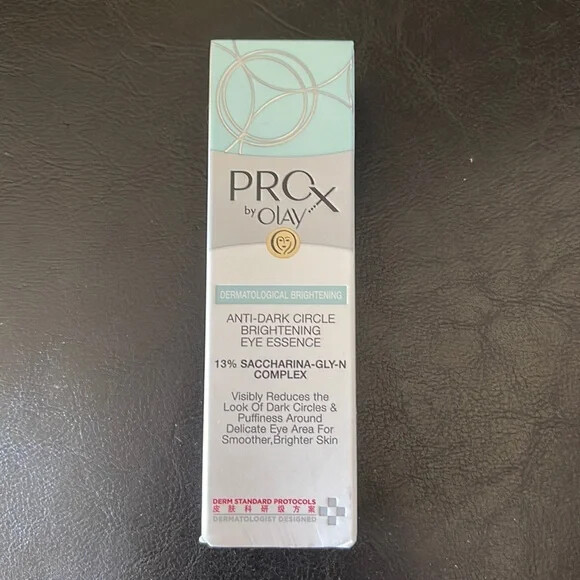 PROX
by OLAY
DERMATOLOGICAL BRIGHTENING
ANTI-DARK CIRCLE
BRIGHTENING
EYE ESSENCE
13% SACCHARINA-GLY-N
COMPLEX
Visibly Reduces the
Look Of Dark Circles &
Puffiness Around
Delicate Eye Area For
Smoother,Brighter Skin
DERM STANDARD PROTOCOLS
皮肤科研级方案
DERMATOLOGIST DESIGNED